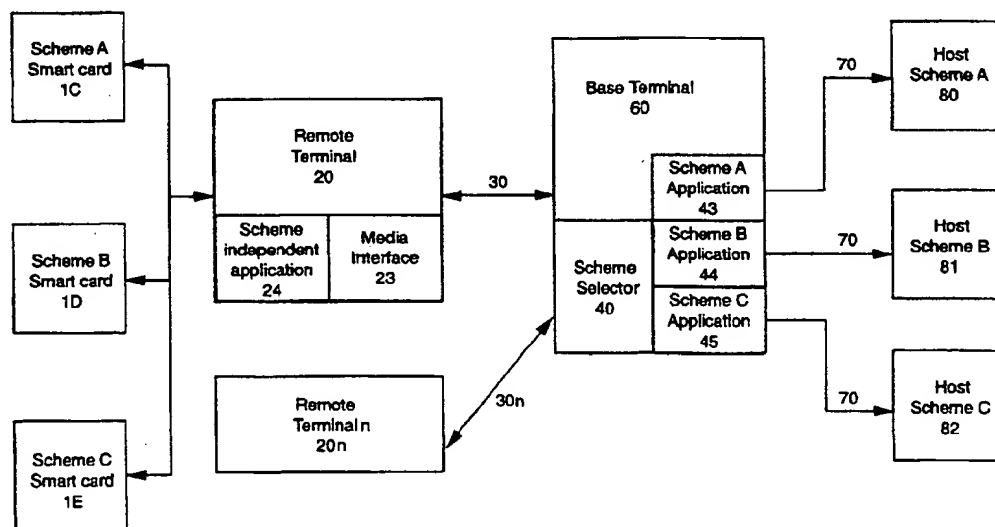 Scheme A
Smart card
1C
Scheme B
Smart card
1D
Scheme C
Smart card
1E
Remote
Terminal
20
Scheme
independent
application
24
Media
Interface
23
30
Remote
Terminal n
20n
30n
Base Terminal
60
Scheme A
Application
43
Scheme B
Application
44
Scheme C
Application
45
Scheme
Selector
40
70
Host
Scheme A
80
70
Host
Scheme B
81
70
Host
Scheme C
82